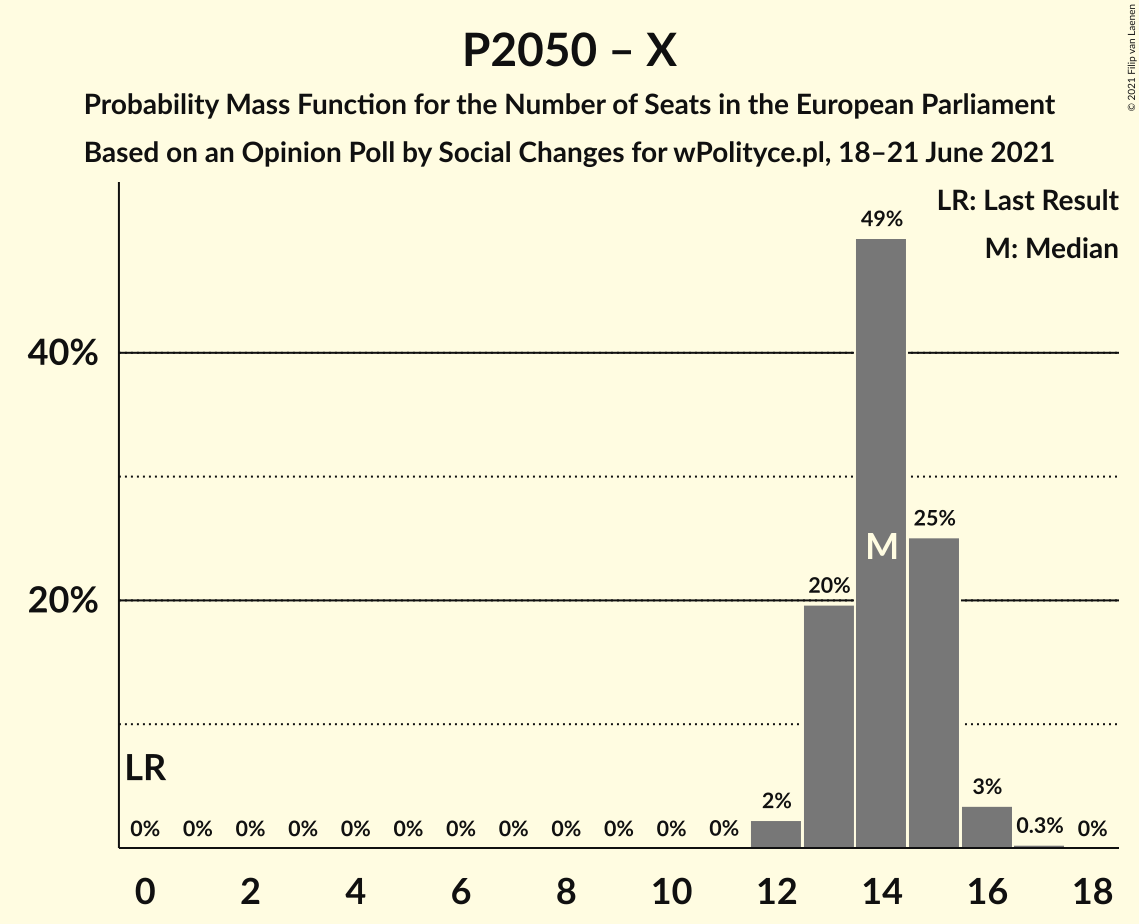 P2050 – X
Probability Mass Function for the Number of Seats in the European Parliament
Based on an Opinion Poll by Social Changes for wPolityce.pl, 18–21 June 2021
© 2021 Filip van Laenen
LR: Last Result
M: Median
49%
40%
25%
M
20%
20%
LR
3%
2%
0% 0% 0% 0% 0% 0% 0% 0% 0% 0% 0% 0% 0.3% 0%
0 2 4 6 8 10 12 14 16 18